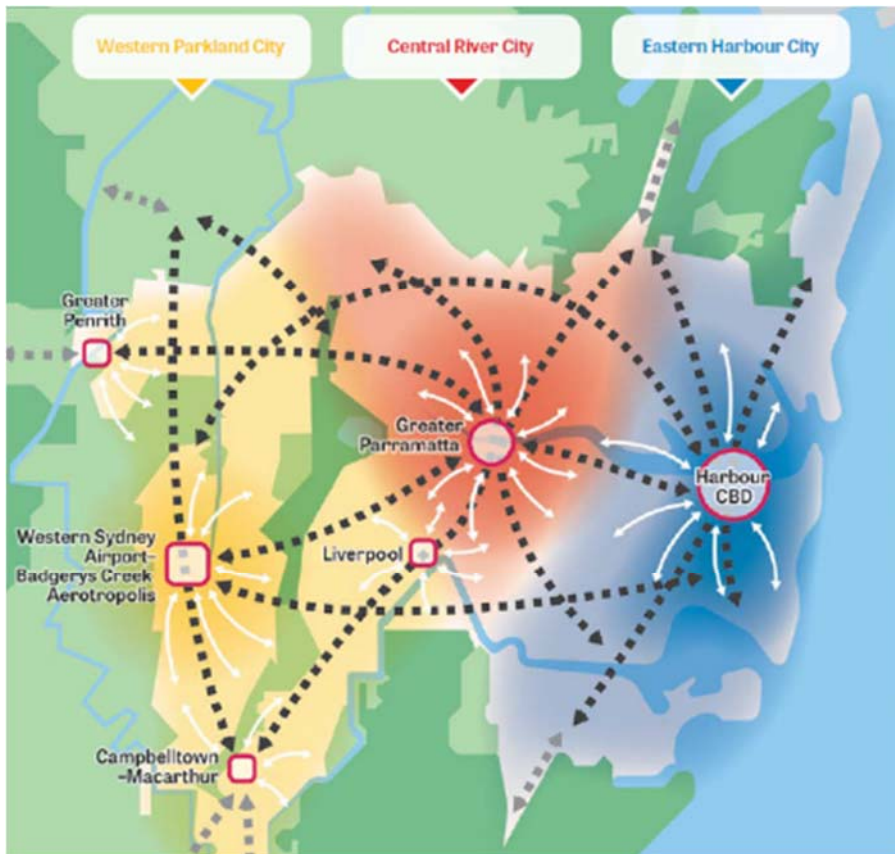 Western Parkland City
Central River City
Eastern Harbour City
Greater
Penrith
Greater
Parramatta
Harbour
CBD
Western Sydney
Airport–
Badgerys Creek
Aerotropolis
Liverpool
Campbelltown
–Macarthur